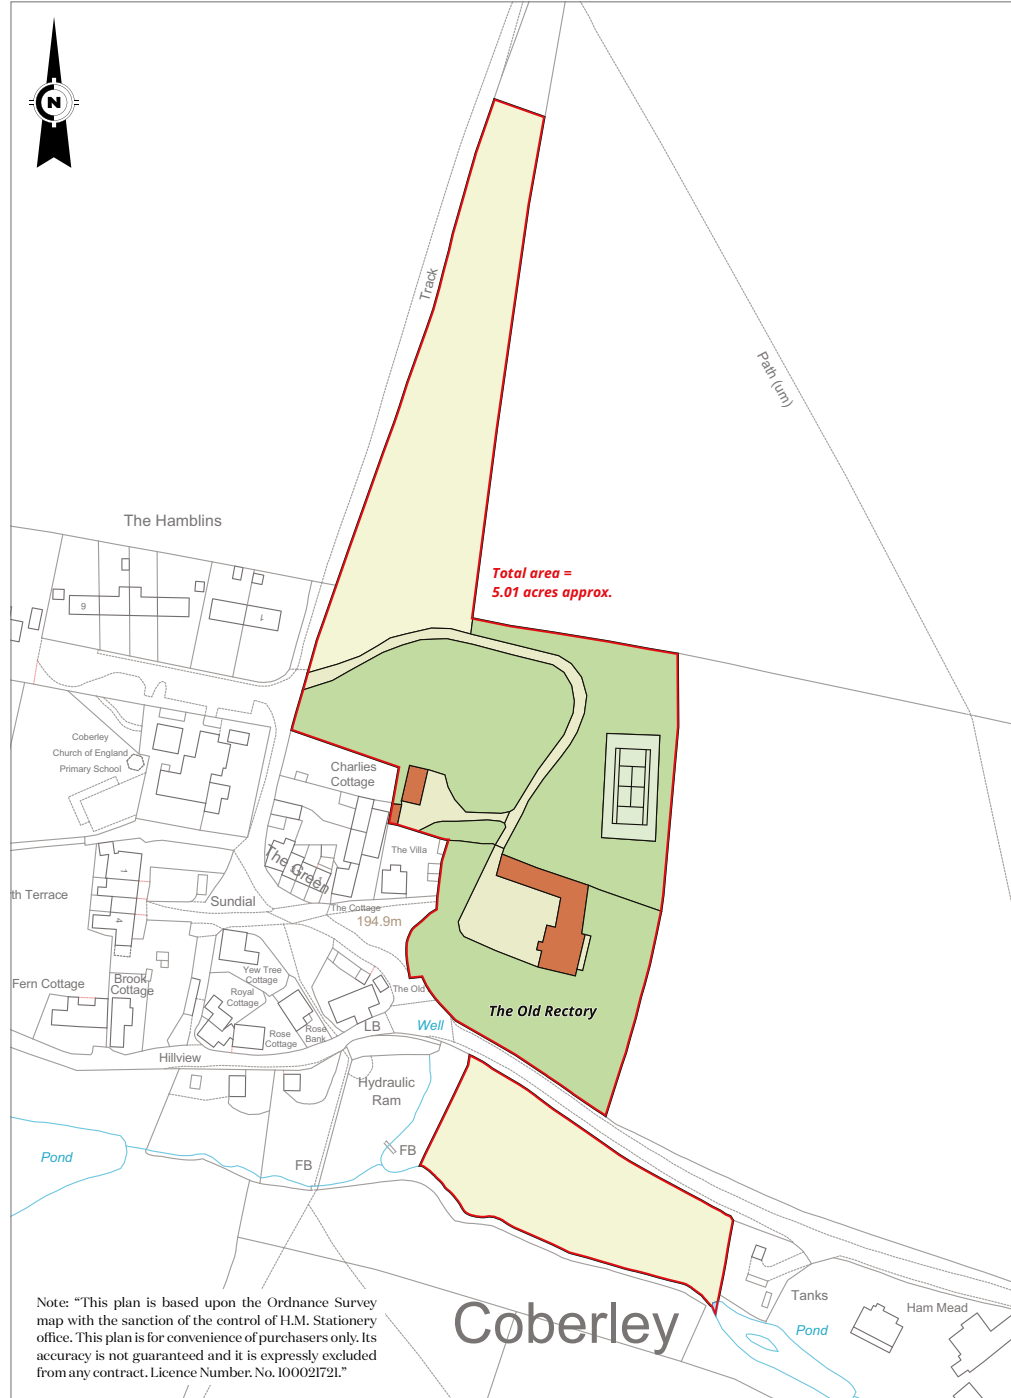 N
Track
Path (um)
The Hamblins
Total area =
5.01 acres approx.
9
1
Coberley
Church of England
Primary School
Charlies
Cottage
The Green
The Villa
The Cottage
194.9m
Sundial
th Terrace
1
4
Fern Cottage
Brook
Cottage
Yew Tree
Cottage
Royal
Cottage
Rose
Cottage
Rose
Bank
The Old
LB
Well
The Old Rectory
Hillview
Hydraulic
Ram
FB
FB
Pond
Tanks
Ham Mead
Pond
Coberley
Note: “This plan is based upon the Ordnance Survey
map with the sanction of the control of H.M. Stationery
office. This plan is for convenience of purchasers only. Its
accuracy is not guaranteed and it is expressly excluded
from any contract. Licence Number. No. 100021721.”